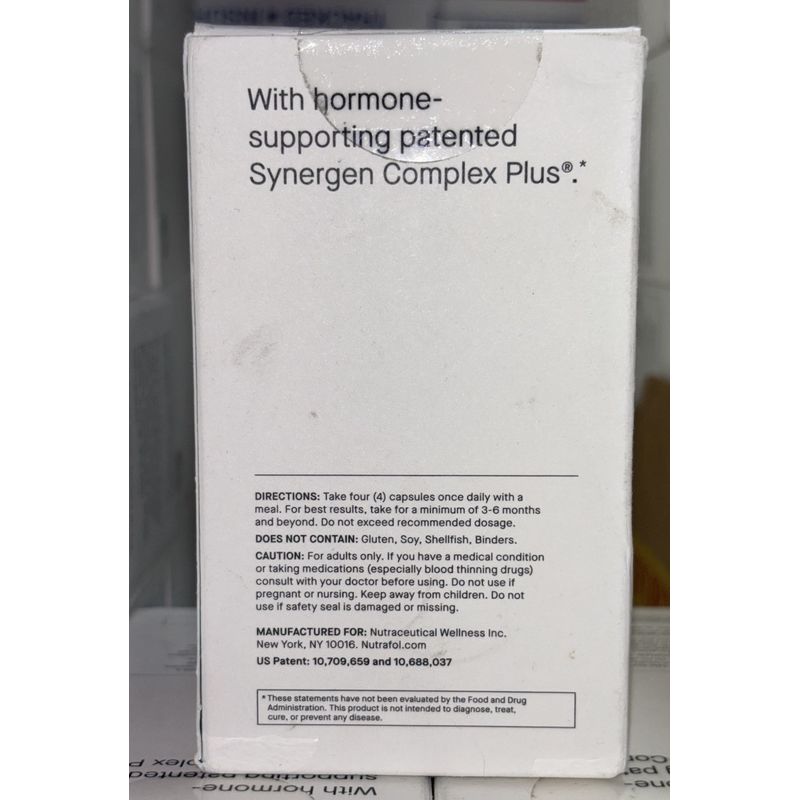 With hormone-
supporting patented
Synergen Complex Plus®.*
DIRECTIONS: Take four (4) capsules once daily with a
meal. For best results, take for a minimum of 3-6 months
and beyond. Do not exceed recommended dosage.
DOES NOT CONTAIN: Gluten, Soy, Shellfish, Binders.
CAUTION: For adults only. If you have a medical condition
or taking medications (especially blood thinning drugs)
consult with your doctor before using. Do not use if
pregnant or nursing. Keep away from children. Do not
use if safety seal is damaged or missing.
MANUFACTURED FOR: Nutraceutical Wellness Inc.
New York, NY 10016. Nutrafol.com
US Patent: 10,709,659 and 10,688,037
* These statements have not been evaluated by the Food and Drug
Administration. This product is not intended to diagnose, treat,
cure, or prevent any disease.
With hormone-
supporting patented